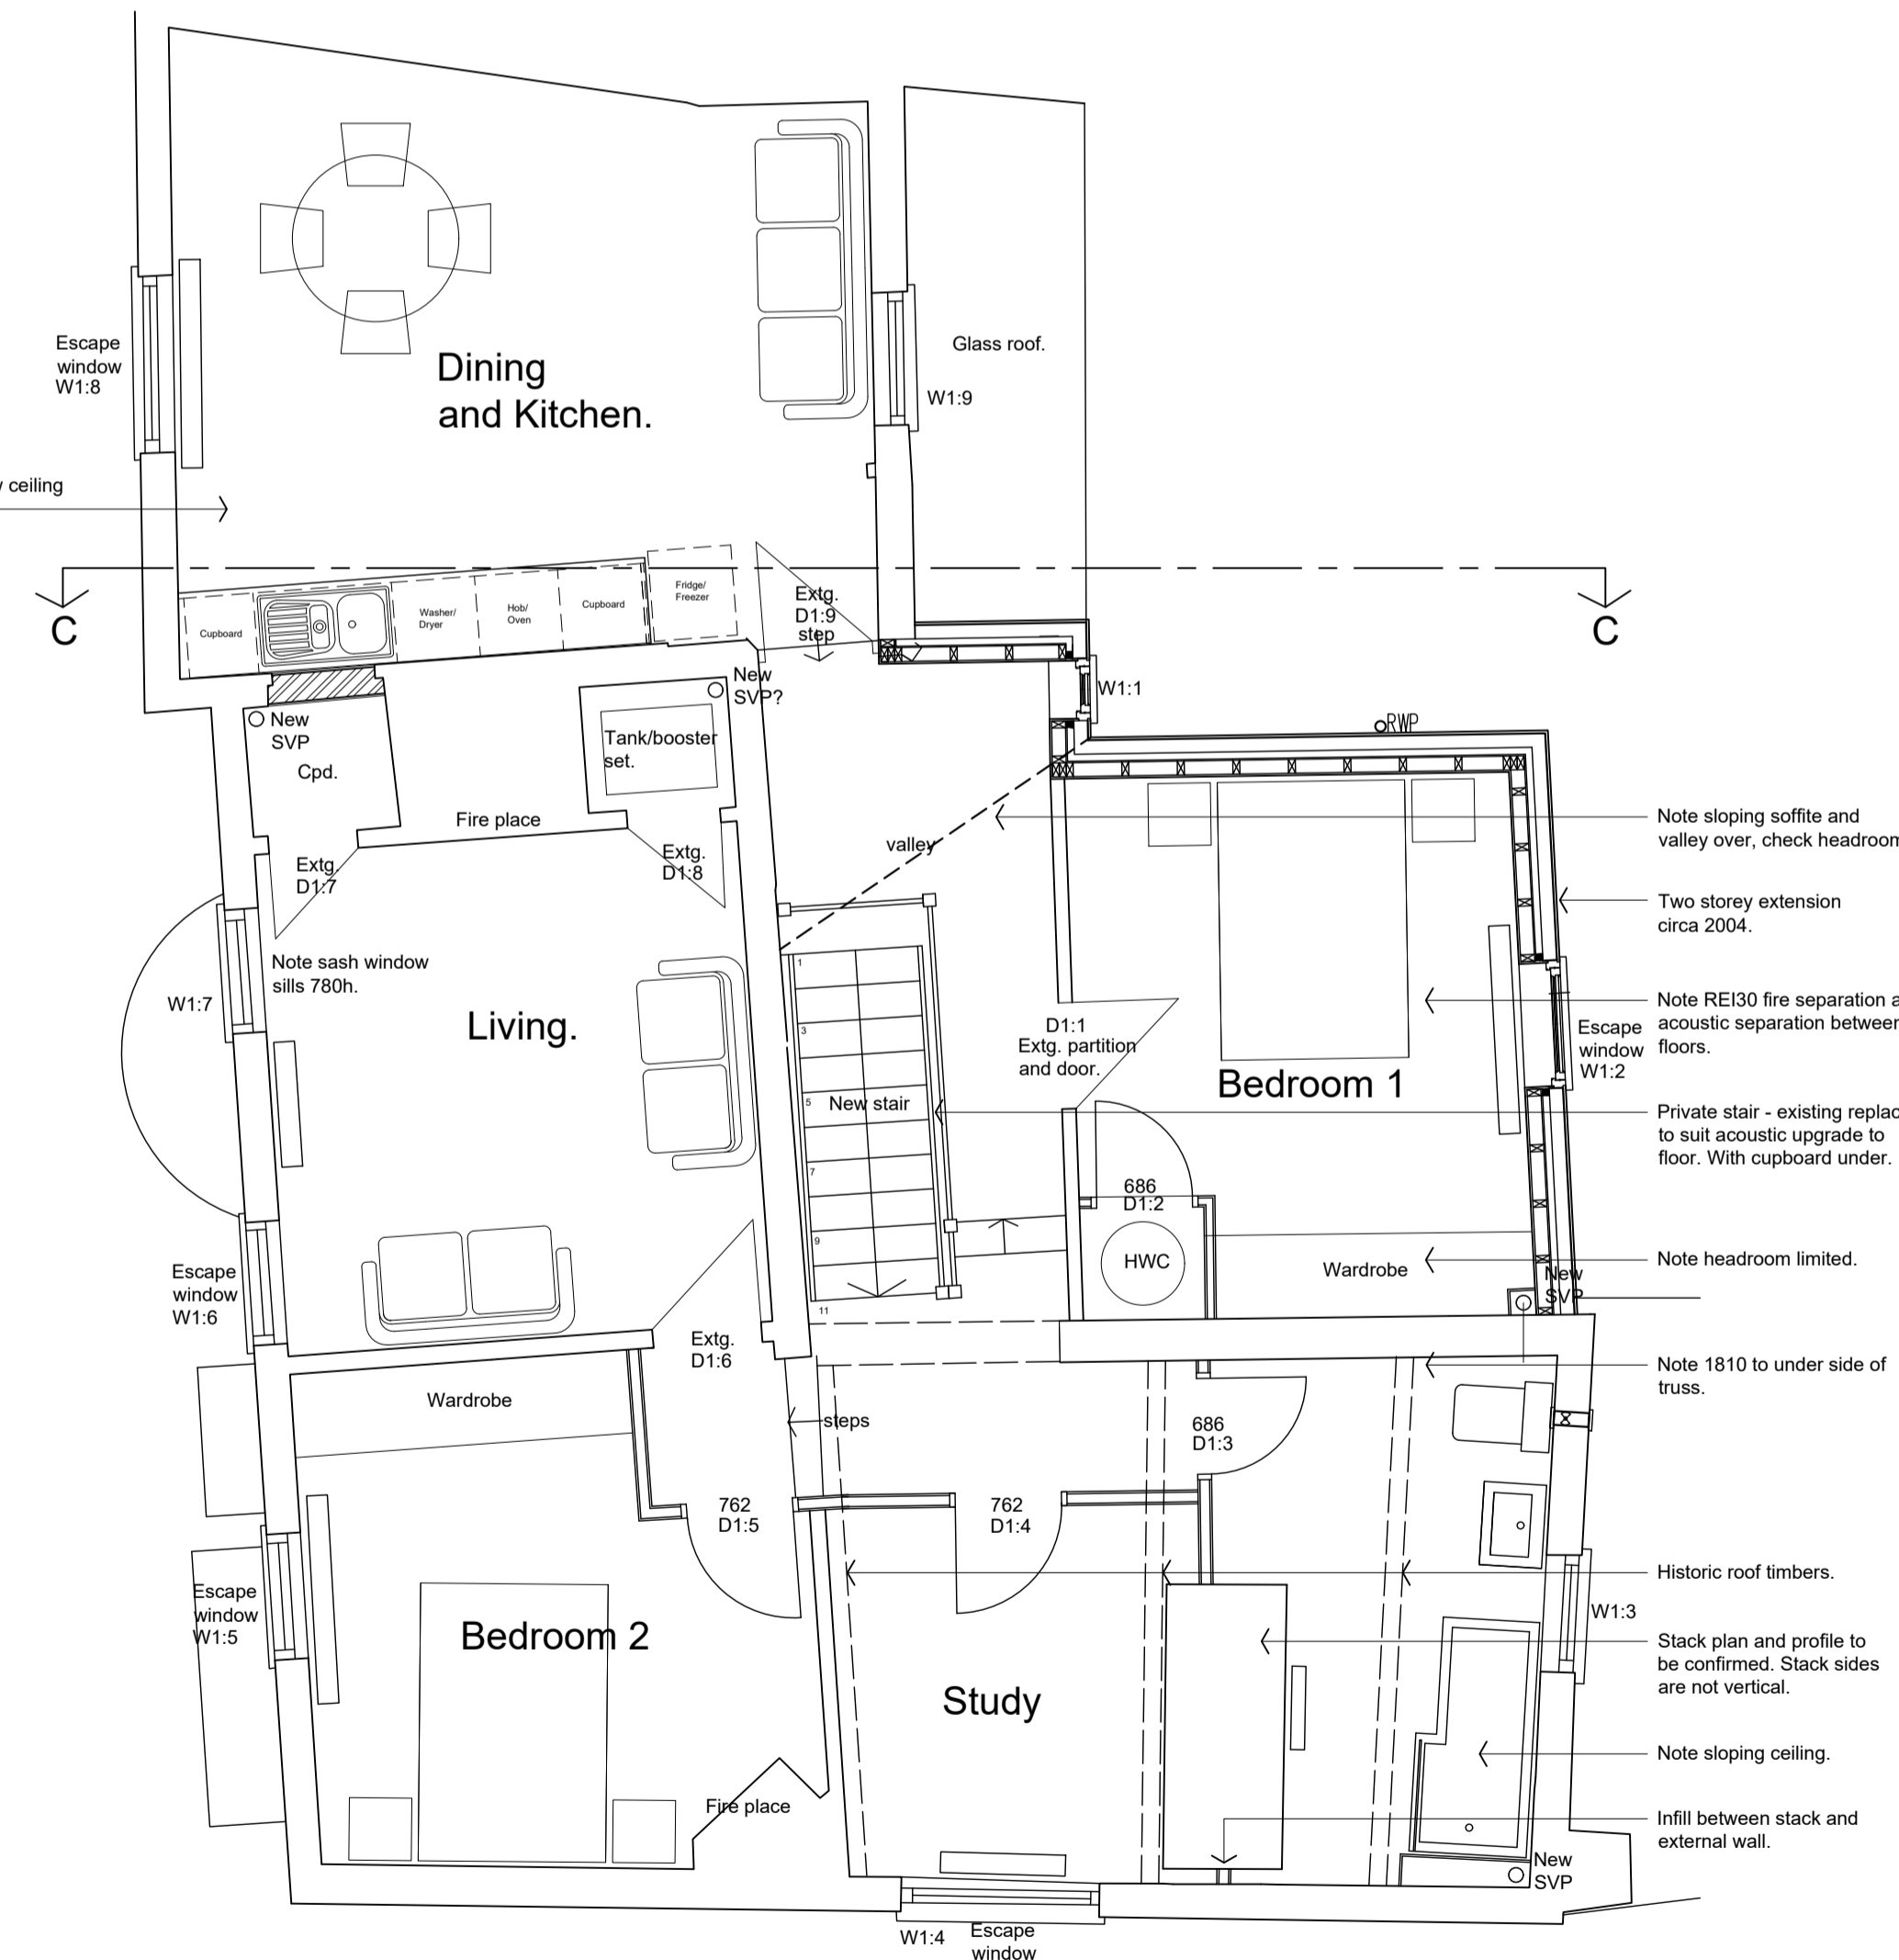 Escape
window
W1:8
Dining
and Kitchen.
Glass roof.
W1:9
ceiling
C
C
Cupboard
Washer/
Dryer
Hob/
Oven
Cupboard
Fridge/
Freezer
Extg.
D1:9
step
New
SVP?
W1:1
RWP
New
SVP
Cpd.
Tank/booster
set.
Fire place
Extg.
D1:7
Extg.
D1:8
valley
Note sloping soffite and
valley over, check headroom
Two storey extension
circa 2004.
Note sash window
sills 780h.
W1:7
Living.
1
3
5
7
9
11
New stair
D1:1
Extg. partition
and door.
Bedroom 1
Note REI30 fire separation a
acoustic separation between
floors.
Escape
window
W1:2
Private stair - existing replac
to suit acoustic upgrade to
floor. With cupboard under.
686
D1:2
HWC
Wardrobe
Note headroom limited.
New
SVP
Escape
window
W1:6
Extg.
D1:6
Note 1810 to under side of
truss.
Wardrobe
steps
686
D1:3
762
D1:5
762
D1:4
Historic roof timbers.
Escape
window
W1:5
Bedroom 2
W1:3
Stack plan and profile to
be confirmed. Stack sides
are not vertical.
Study
Note sloping ceiling.
Fire place
Infill between stack and
external wall.
New
SVP
W1:4
Escape
window